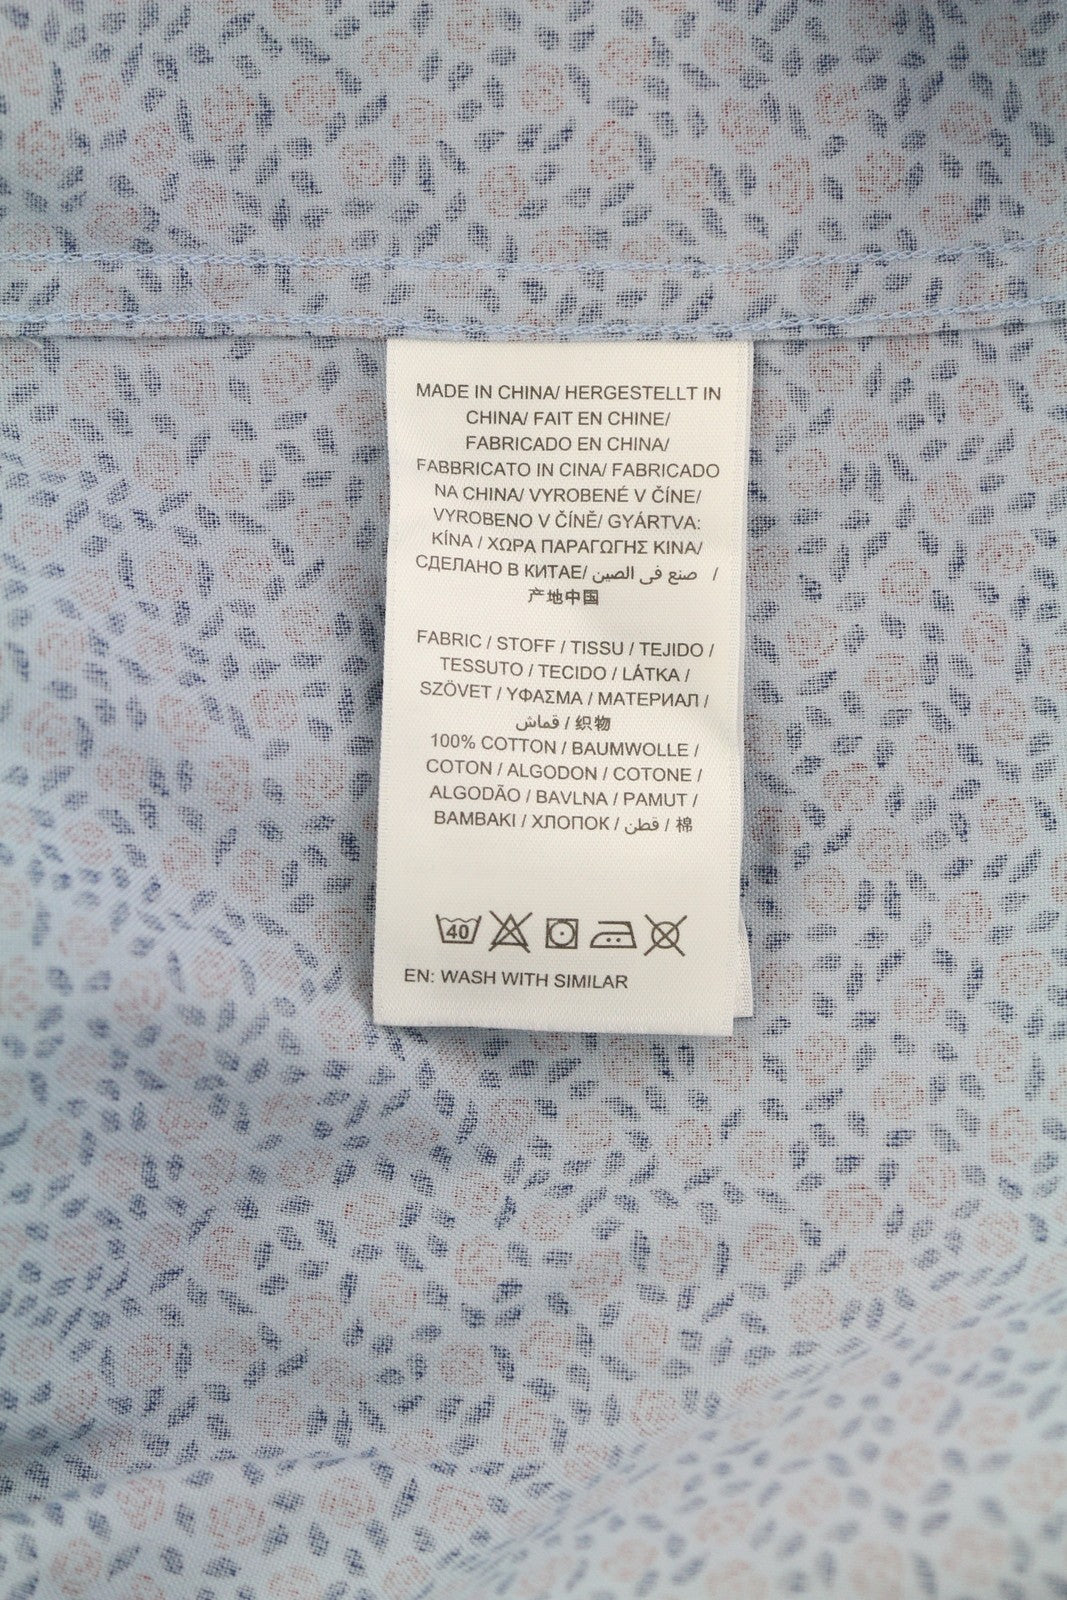 MADE IN CHINA/ HERGESTELLT IN
CHINA/ FAIT EN CHINE/
FABRICADO EN CHINA/
FABBRICATO IN CINA/ FABRICADO
NA CHINA/ VYROBENÉ V ČÍNE/
VYROBENO V ČÍNĚ/ GYÁRTVA:
KÍNA / ΧΩΡΑ ΠΑΡΑΓΩΓΗΣ ΚΙΝΑ/
СДЕЛАНО В КИТАЕ/ صنع فى الصين /
产地中国
FABRIC / STOFF / TISSU / TEJIDO /
TESSUTO / TECIDO / LÁTKA /
SZÖVET / ΥΦΑΣΜΑ / МАТЕРИАЛ /
قماش / 织物
100% COTTON / BAUMWOLLE /
COTON / ALGODON / COTONE /
ALGODÃO / BAVLNA / PAMUT /
BAMBAKI / ХЛОПОК / قطن / 棉
40
EN: WASH WITH SIMILAR